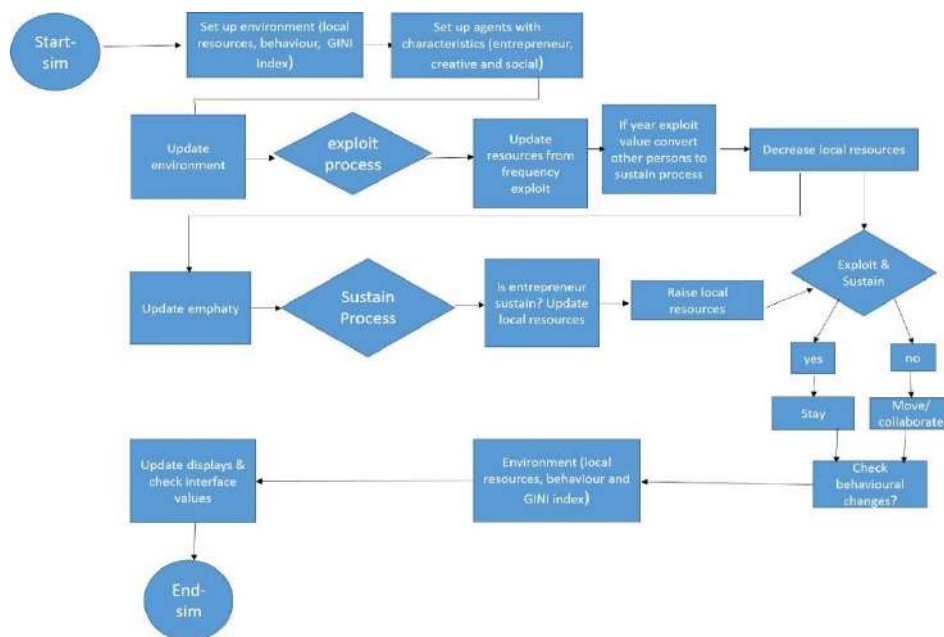 Start-
sim
Set up environment (local
resources, behaviour, GINI
index)
Set up agents with
characteristics (entrepreneur,
creative and social)
Update
environment
exploit
process
Update
resources from
frequency
exploit
If year exploit
value convert
other persons to
sustain process
Decrease local resources
Update emphaty
Sustain
Process
is entrepreneur
sustain? Update
local resources
Raise local
resources
Exploit &
Sustain
yes
no
Stay
Move/
collaborate
Check
behavioural
changes?
Environment (local
resources, behaviour and
GINI index)
Update displays &
check interface
values
End-
sim